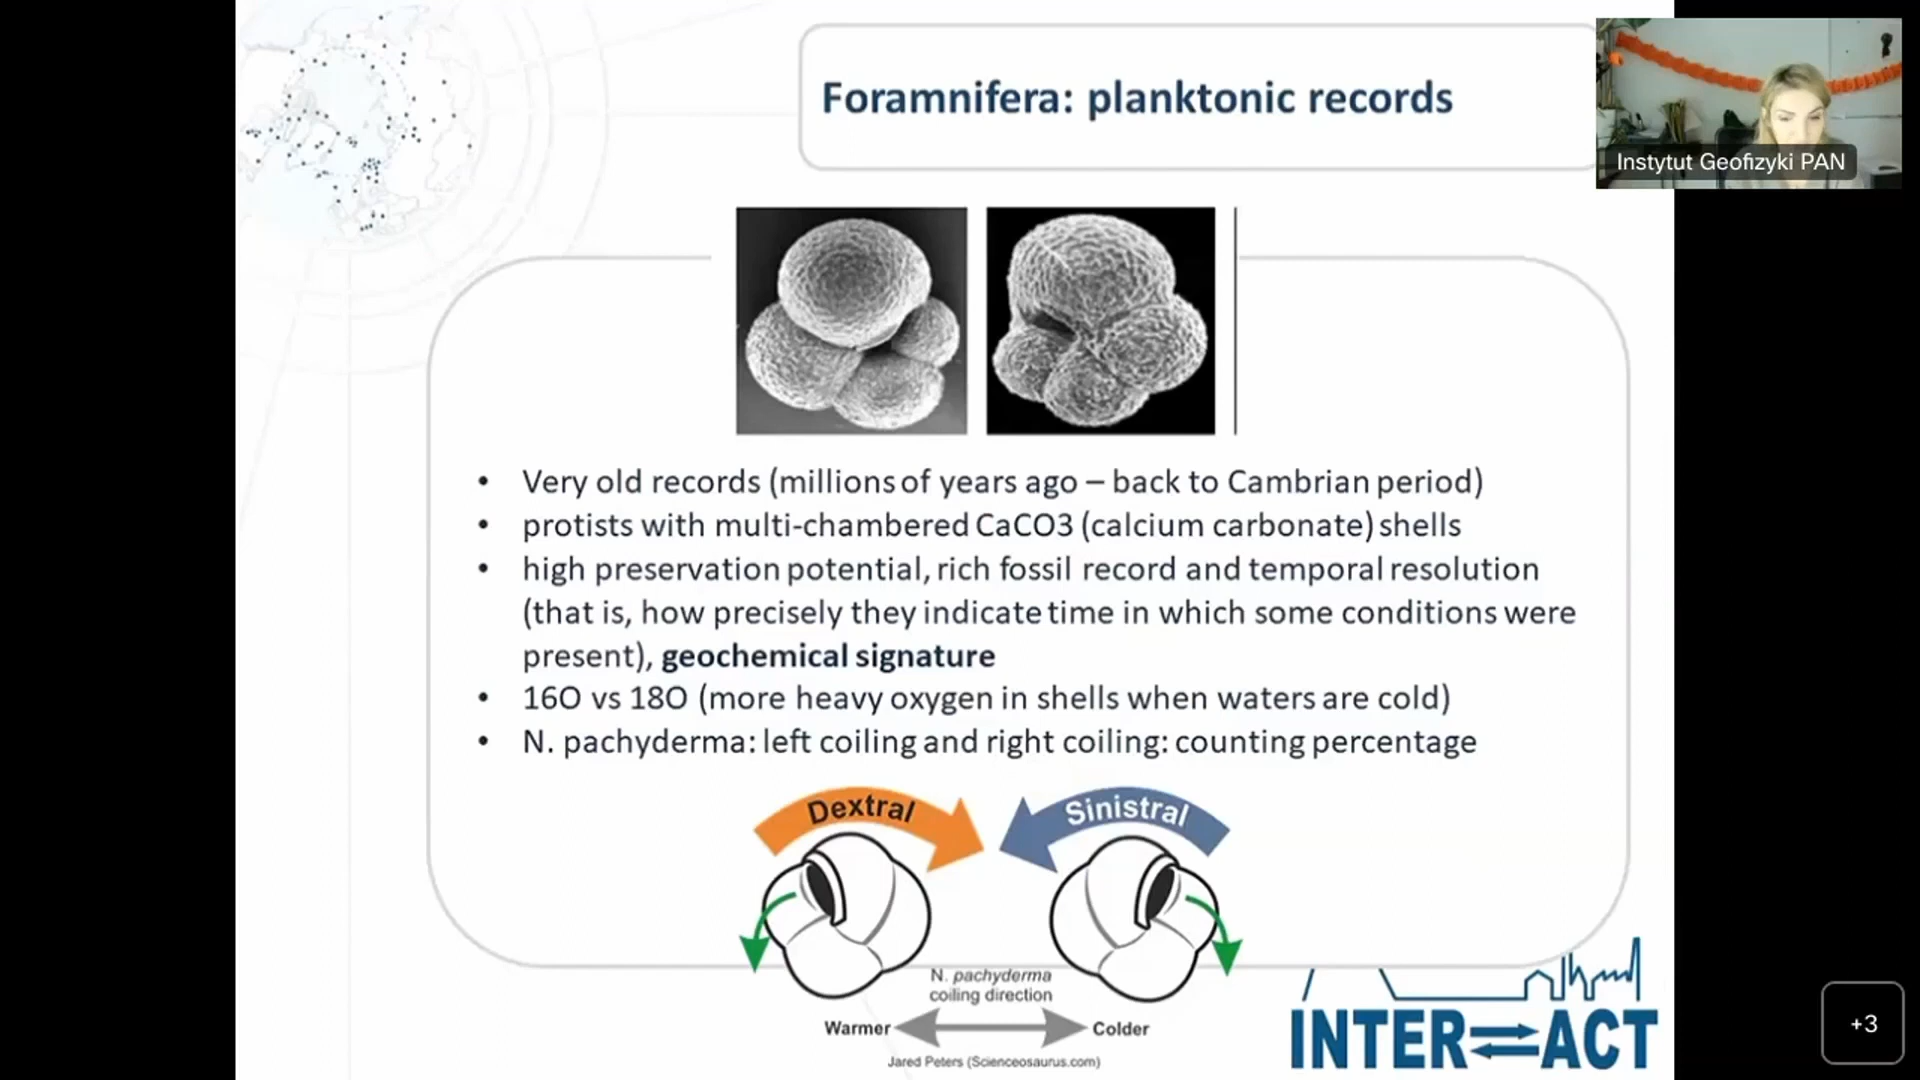 Foramnifera: planktonic records
Instytut Geofizyki PAN
• Very old records (millions of years ago – back to Cambrian period)
• protists with multi-chambered CaCO3 (calcium carbonate) shells
• high preservation potential, rich fossil record and temporal resolution
(that is, how precisely they indicate time in which some conditions were
present), geochemical signature
• 16O vs 18O (more heavy oxygen in shells when waters are cold)
• N. pachyderma: left coiling and right coiling: counting percentage
Dextral
Sinistral
N. pachyderma
coiling direction
Warmer
Colder
Jared Peters (Scienceosaurus.com)
INTERACT
+3